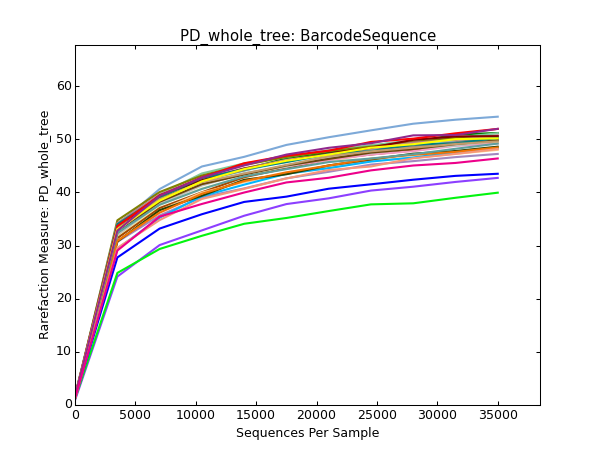 PD_whole_tree: BarcodeSequence
Rarefaction Measure: PD_whole_tree
60
50
40
30
20
10
0
0 5000 10000 15000 20000 25000 30000 35000
Sequences Per Sample